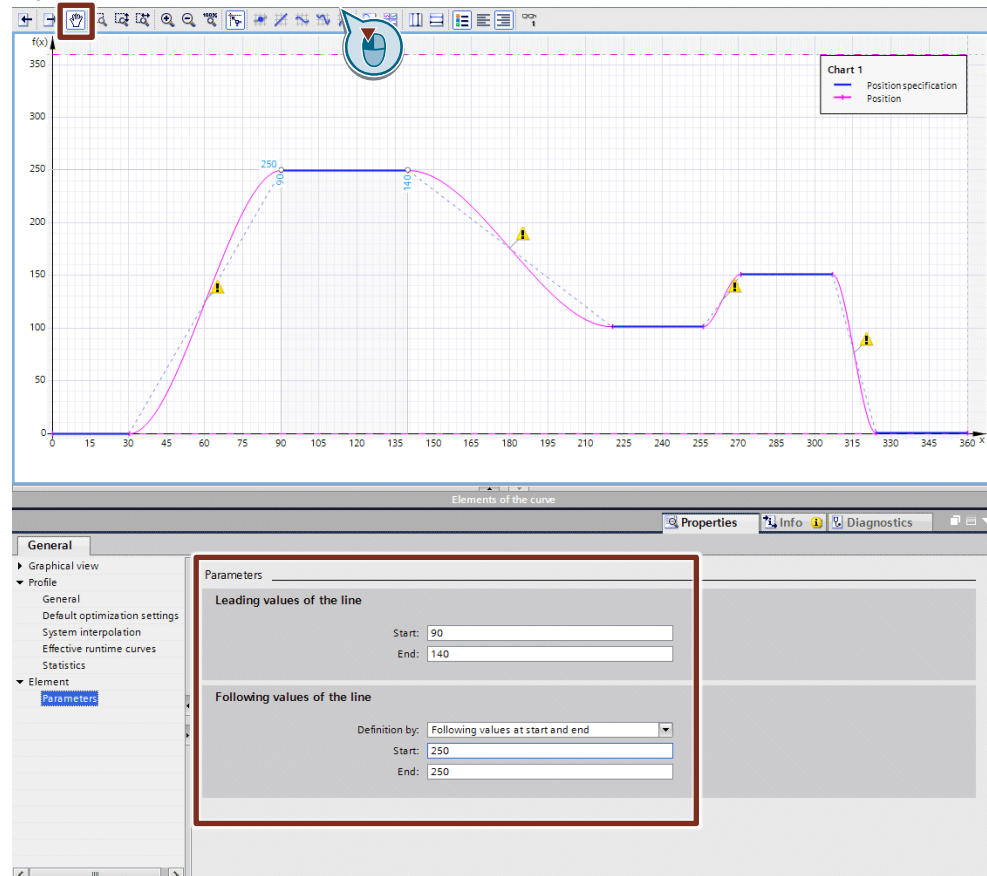 100%
1
f(x)
350
300
250
200
150
100
50
0
Chart 1
Position specification
Position
250
90
140
0 15 30 45 60 75 90 105 120 135 150 165 180 195 210 225 240 255 270 285 300 315 330 345 360 x
Elements of the curve
Properties Info Diagnostics
General
Graphical view
Profile
General
Default optimization settings
System interpolation
Effective runtime curves
Statistics
Element
Parameters
Parameters
Leading values of the line
Start: 90
End: 140
Following values of the line
Definition by: Following values at start and end
Start: 250
End: 250